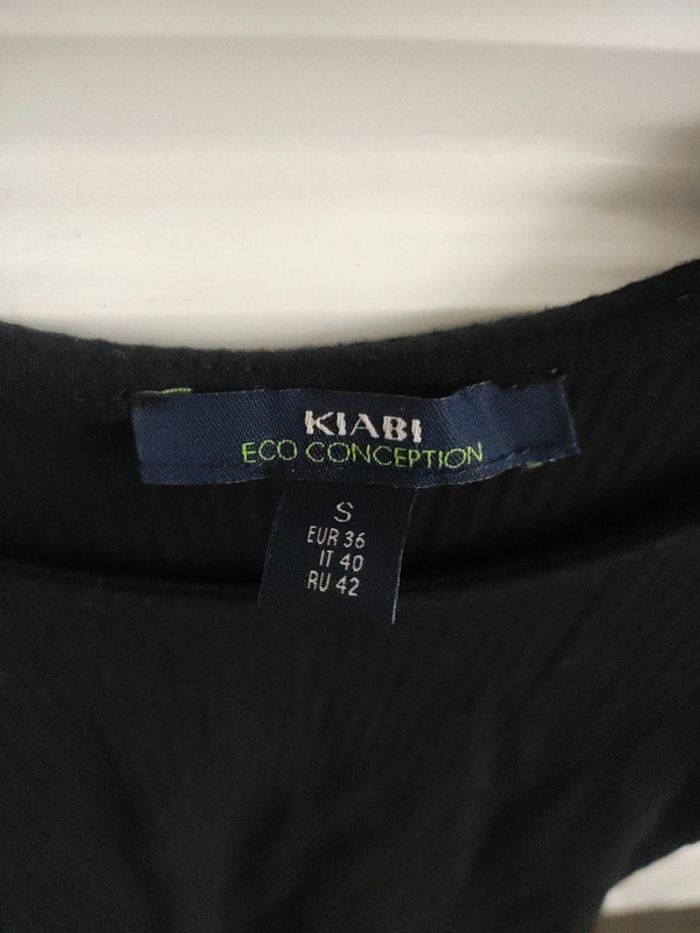 KIABI
ECO CONCEPTION
S
EUR 36
IT 40
RU 42